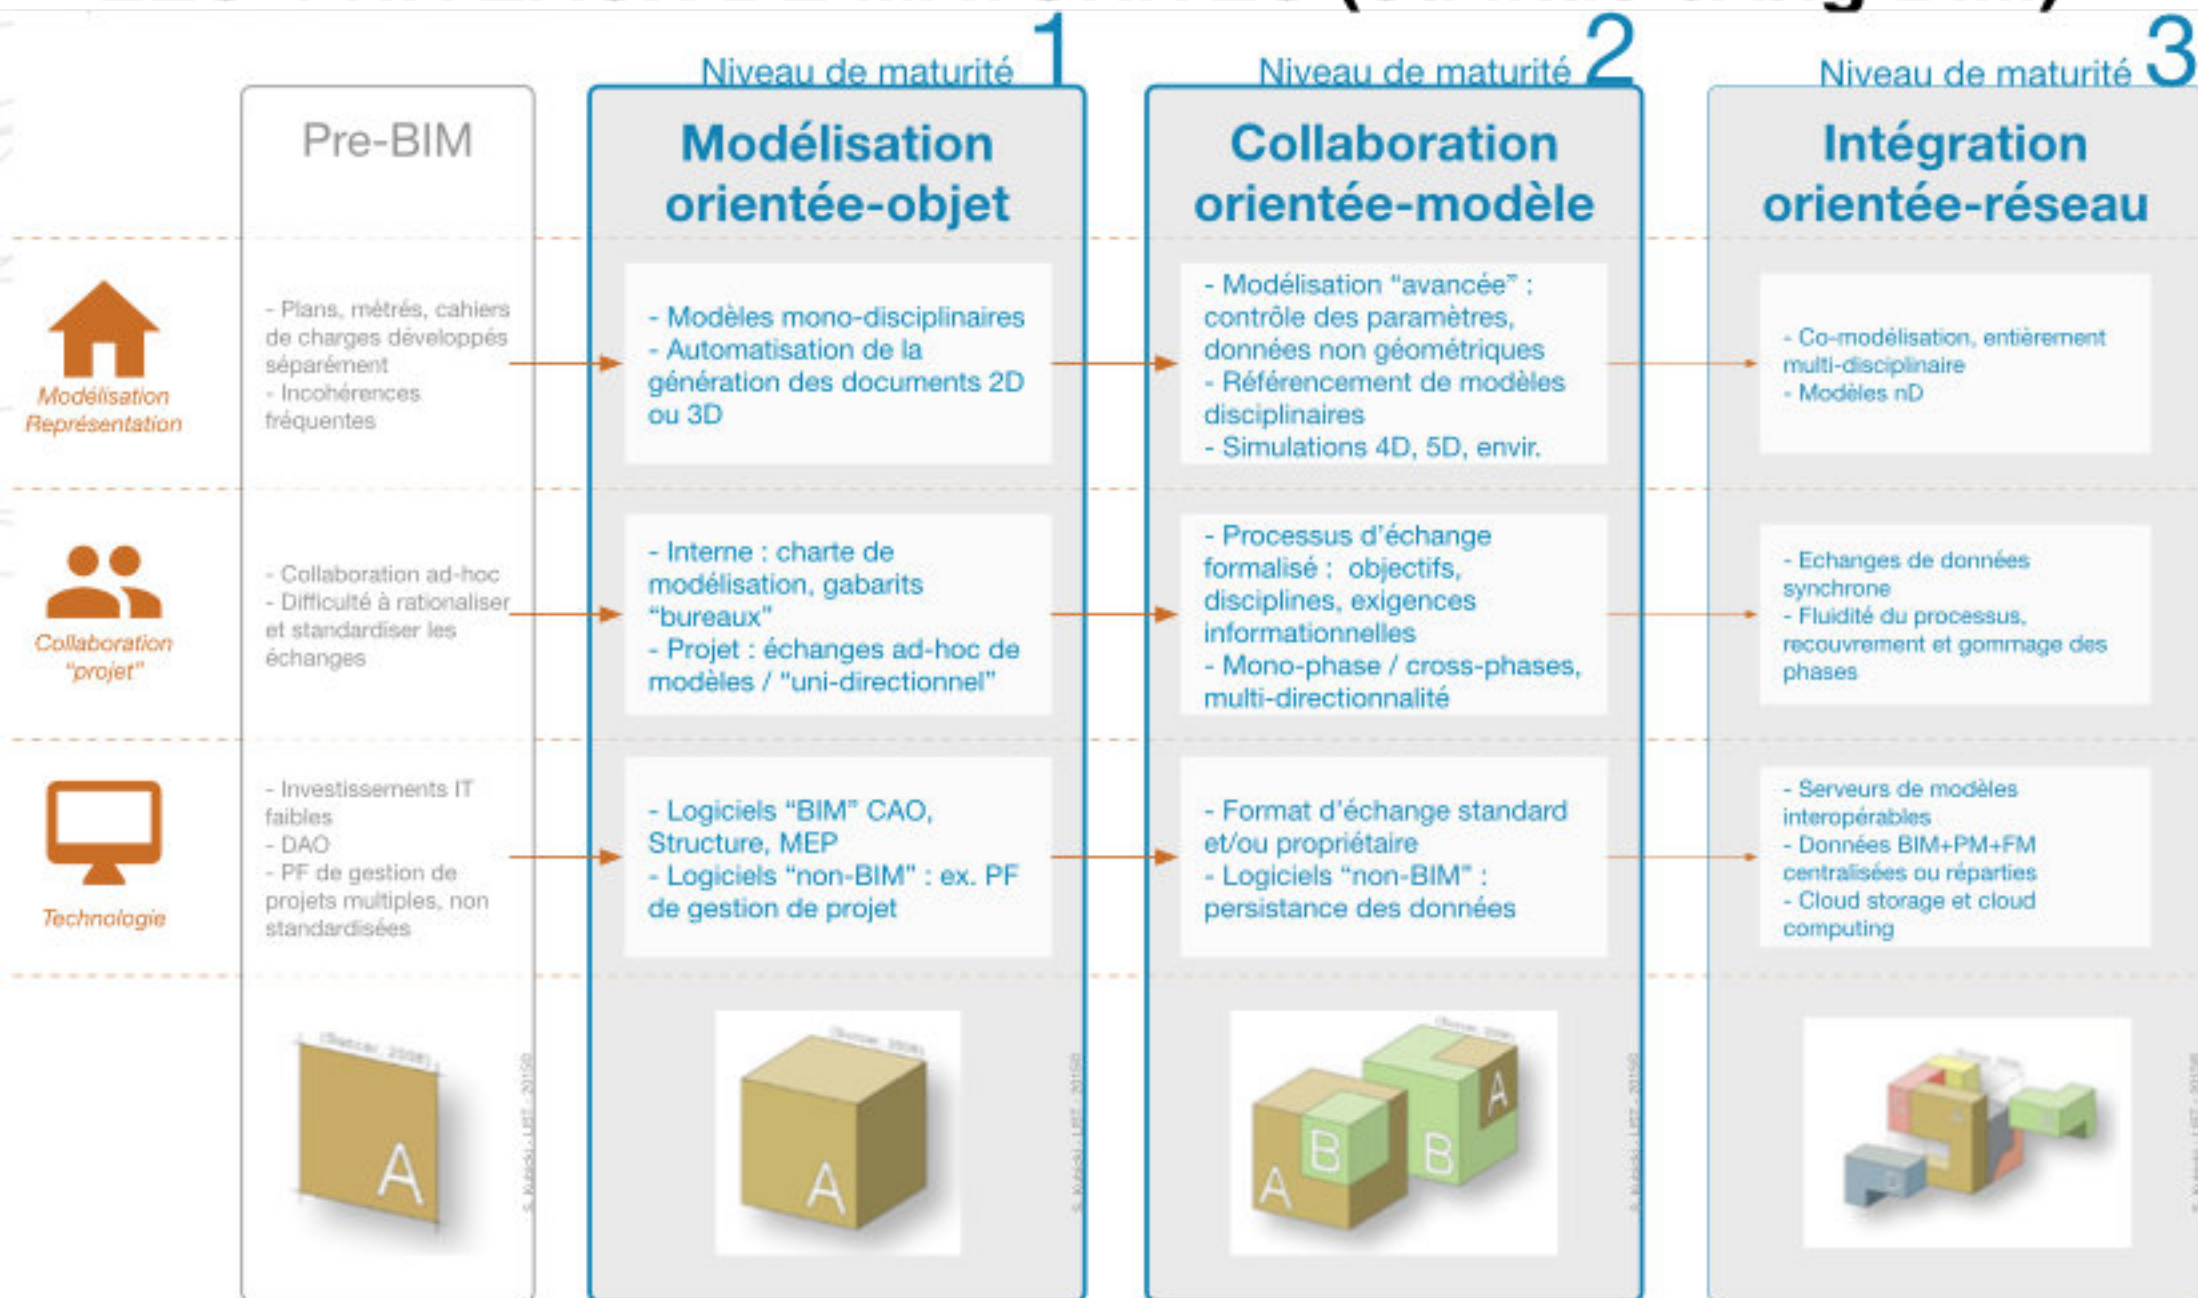 Niveau de maturité 1
Niveau de maturité 2
Niveau de maturité 3
Pre-BIM
Modélisation
orientée-objet
Collaboration
orientée-modèle
Intégration
orientée-réseau
Modélisation
Représentation
- Plans, métrés, cahiers
de charges développés
séparément
- Incohérences
fréquentes
- Modèles mono-disciplinaires
- Automatisation de la
génération des documents 2D
ou 3D
- Modélisation “avancée” :
contrôle des paramètres,
données non géométriques
- Référencement de modèles
disciplinaires
- Simulations 4D, 5D, envir.
- Co-modélisation, entièrement
multi-disciplinaire
- Modèles nD
Collaboration
“projet”
- Collaboration ad-hoc
- Difficulté à rationaliser
et standardiser les
échanges
- Interne : charte de
modélisation, gabarits
“bureaux”
- Projet : échanges ad-hoc de
modèles / “uni-directionnel”
- Processus d’échange
formalisé : objectifs,
disciplines, exigences
informationnelles
- Mono-phase / cross-phases,
multi-directionnalité
- Echanges de données
synchrone
- Fluidité du processus,
recouvrement et gommage des
phases
Technologie
- Investissements IT
faibles
- DAO
- PF de gestion de
projets multiples, non
standardisées
- Logiciels “BIM” CAO,
Structure, MEP
- Logiciels “non-BIM” : ex. PF
de gestion de projet
- Format d’échange standard
et/ou propriétaire
- Logiciels “non-BIM” :
persistance des données
- Serveurs de modèles
interopérables
- Données BIM+PM+FM
centralisées ou réparties
- Cloud storage et cloud
computing
(Succar, 2008)
A
(Succar, 2008)
A
(Succar, 2008)
A
B
B
A